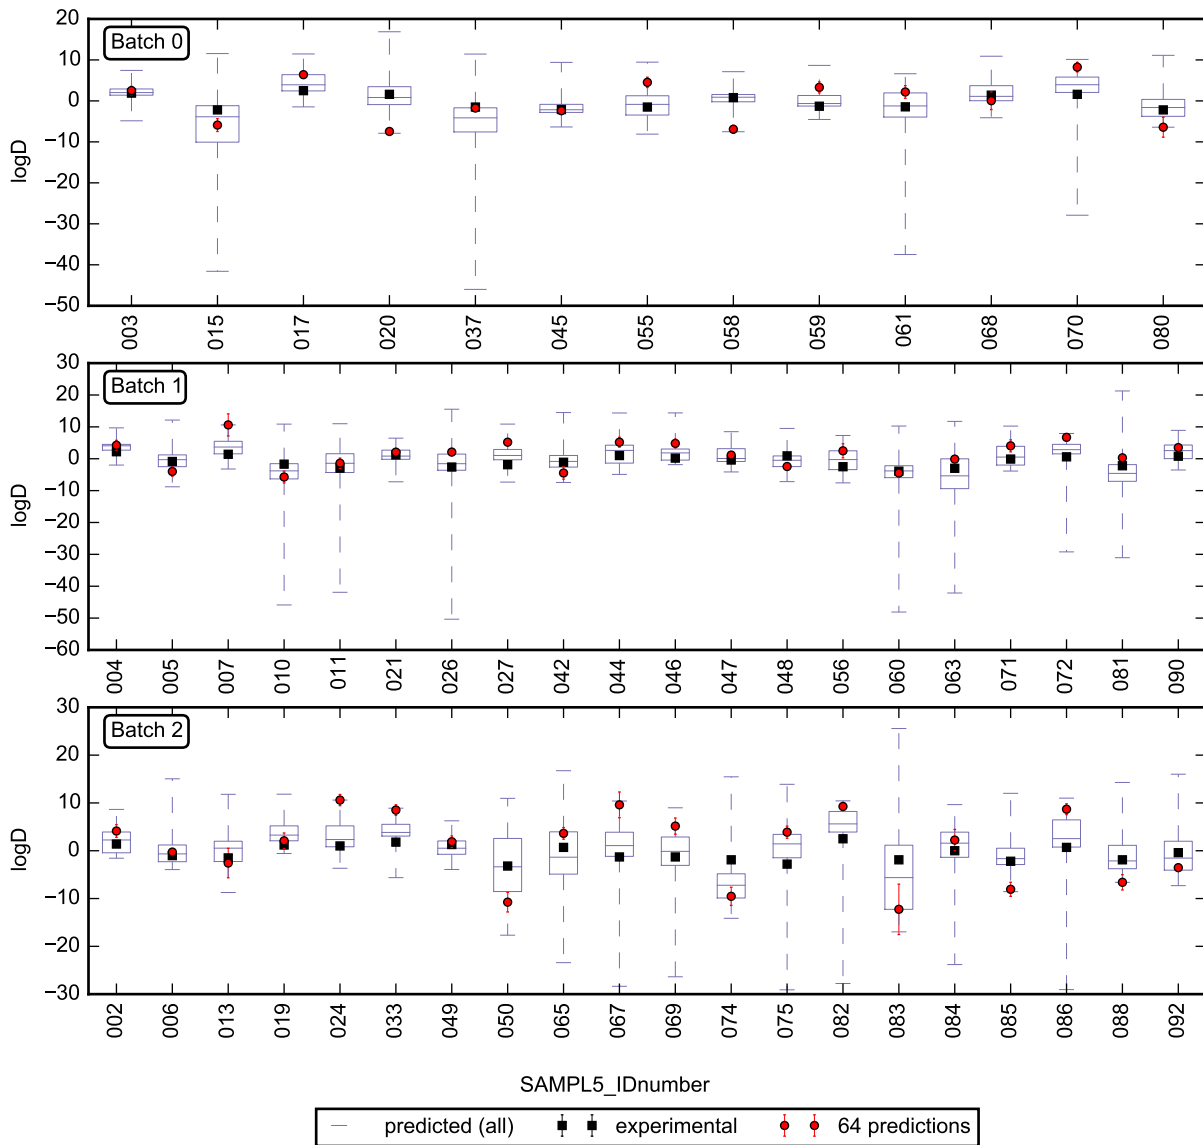 Batch 0
logD
20
10
0
−10
−20
−30
−40
−50
003 015 017 020 037 045 055 058 059 061 068 070 080
Batch 1
logD
30
20
10
0
−10
−20
−30
−40
−50
−60
004 005 007 010 011 021 026 027 042 044 046 047 048 056 060 063 071 072 081 090
Batch 2
logD
30
20
10
0
−10
−20
−30
002 006 013 019 024 033 049 050 065 067 069 074 075 082 083 084 085 086 088 092
SAMPL5_IDnumber
predicted (all) experimental 64 predictions